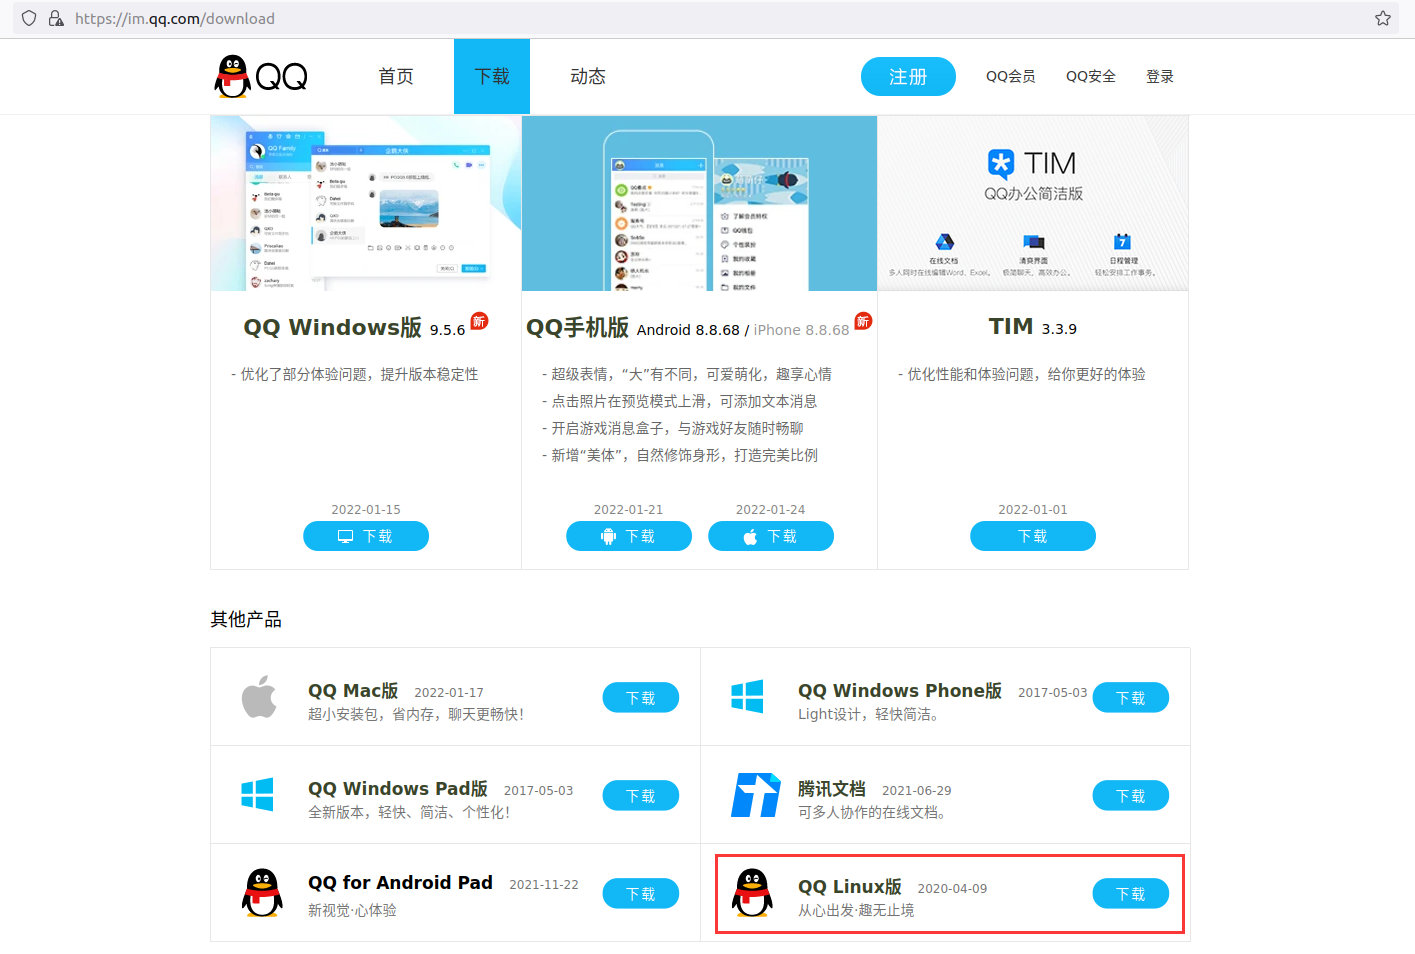 https://im.qq.com/download
QQ
首页
下载
动态
注册
QQ会员
QQ安全
登录
TIM
QQ办公简洁版
在线文档
清爽界面
日程管理
多人同时在线编辑Word、Excel。
极简聊天，高效办公。
轻松安排工作事务。
QQ Windows版 9.5.6 新
QQ手机版 Android 8.8.68 / iPhone 8.8.68 新
TIM 3.3.9
- 优化了部分体验问题，提升版本稳定性
- 超级表情，“大”有不同，可爱萌化，趣享心情
- 点击照片在预览模式上滑，可添加文本消息
- 开启游戏消息盒子，与游戏好友随时畅聊
- 新增“美体”，自然修饰身形，打造完美比例
- 优化性能和体验问题，给你更好的体验
2022-01-15
下载
2022-01-21
下载
2022-01-24
下载
2022-01-01
下载
其他产品
QQ Mac版 2022-01-17
超小安装包，省内存，聊天更畅快！
下载
QQ Windows Phone版 2017-05-03
Light设计，轻快简洁。
下载
QQ Windows Pad版 2017-05-03
全新版本，轻快、简洁、个性化！
下载
腾讯文档 2021-06-29
可多人协作的在线文档。
下载
QQ for Android Pad 2021-11-22
新视觉·心体验
下载
QQ Linux版 2020-04-09
从心出发·趣无止境
下载